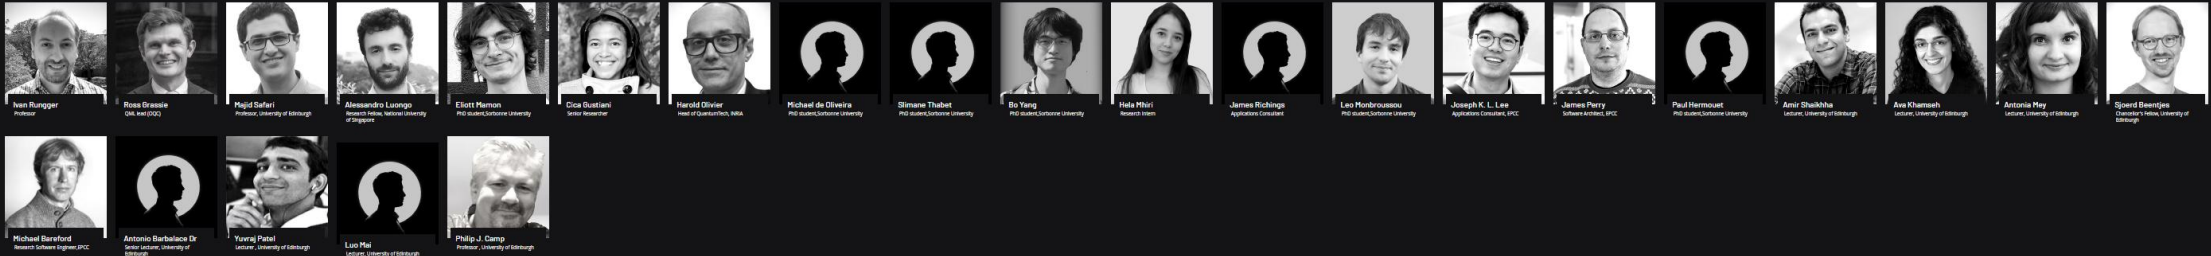 Ivan Rungger
Professor
Ross Grassie
QML lead (OQC)
Majid Safari
Professor, University of Edinburgh
Alessandro Luongo
Research Fellow, National University
of Singapore
Eliott Mamon
PhD student,Sorbonne University
Cica Gustiani
Senior Researcher
Harold Olivier
Head of QuantumTech, INRIA
Michael de Oliveira
PhD student,Sorbonne University
Slimane Thabet
PhD student,Sorbonne University
Bo Yang
PhD student,Sorbonne University
Hela Mhiri
Research Intern
James Richings
Applications Consultant
Leo Monbroussou
PhD student,Sorbonne University
Joseph K. L. Lee
Applications Consultant, EPCC
James Perry
Software Architect, EPCC
Paul Hermouet
PhD student,Sorbonne University
Amir Shaikhha
Lecturer, University of Edinburgh
Ava Khamseh
Lecturer, University of Edinburgh
Antonia Mey
Lecturer, University of Edinburgh
Sjoerd Beentjes
Chancellor's Fellow, University of
Edinburgh
Michael Bareford
Research Software Engineer,EPCC
Antonio Barbalace Dr
Senior Lecturer, University of
Edinburgh
Yuvraj Patel
Lecturer , University of Edinburgh
Luo Mai
Lecturer, University of Edinburgh
Philip J. Camp
Professor , University of Edinburgh